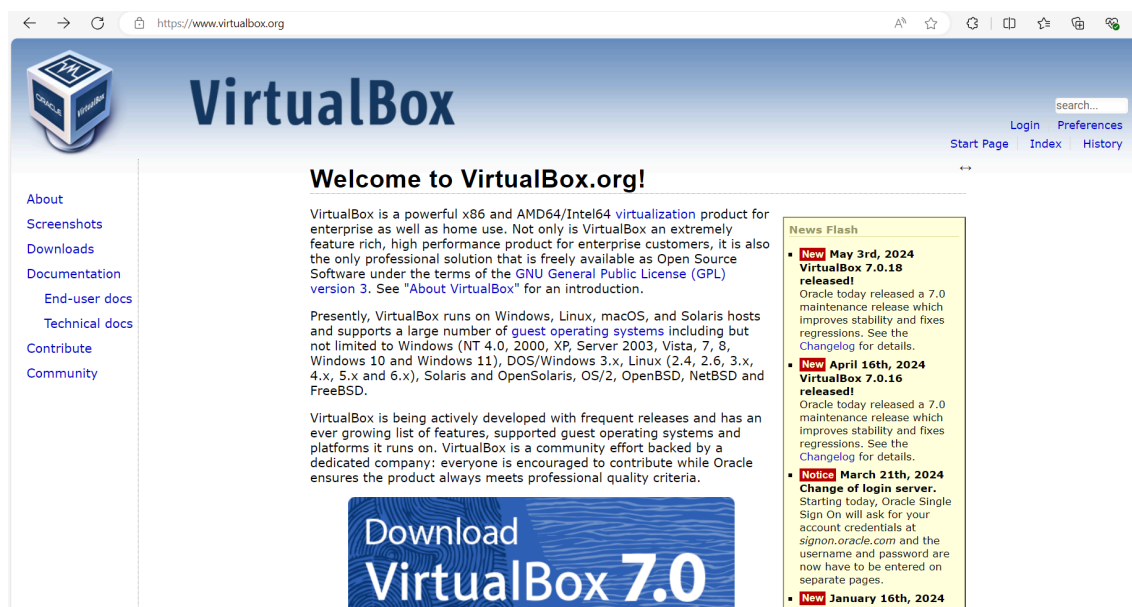 https://www.virtualbox.org
ORACLE
VirtualBox
VirtualBox
search...
Login Preferences
Start Page Index History
About
Screenshots
Downloads
Documentation
End-user docs
Technical docs
Contribute
Community
Welcome to VirtualBox.org!
VirtualBox is a powerful x86 and AMD64/Intel64 virtualization product for
enterprise as well as home use. Not only is VirtualBox an extremely
feature rich, high performance product for enterprise customers, it is also
the only professional solution that is freely available as Open Source
Software under the terms of the GNU General Public License (GPL)
version 3. See "About VirtualBox" for an introduction.
Presently, VirtualBox runs on Windows, Linux, macOS, and Solaris hosts
and supports a large number of guest operating systems including but
not limited to Windows (NT 4.0, 2000, XP, Server 2003, Vista, 7, 8,
Windows 10 and Windows 11), DOS/Windows 3.x, Linux (2.4, 2.6, 3.x,
4.x, 5.x and 6.x), Solaris and OpenSolaris, OS/2, OpenBSD, NetBSD and
FreeBSD.
VirtualBox is being actively developed with frequent releases and has an
ever growing list of features, supported guest operating systems and
platforms it runs on. VirtualBox is a community effort backed by a
dedicated company: everyone is encouraged to contribute while Oracle
ensures the product always meets professional quality criteria.
Download
VirtualBox 7.0
News Flash
New May 3rd, 2024
VirtualBox 7.0.18
released!
Oracle today released a 7.0
maintenance release which
improves stability and fixes
regressions. See the
Changelog for details.
New April 16th, 2024
VirtualBox 7.0.16
released!
Oracle today released a 7.0
maintenance release which
improves stability and fixes
regressions. See the
Changelog for details.
Notice March 21th, 2024
Change of login server.
Starting today, Oracle Single
Sign On will ask for your
account credentials at
signon.oracle.com and the
username and password are
now have to be entered on
separate pages.
New January 16th, 2024